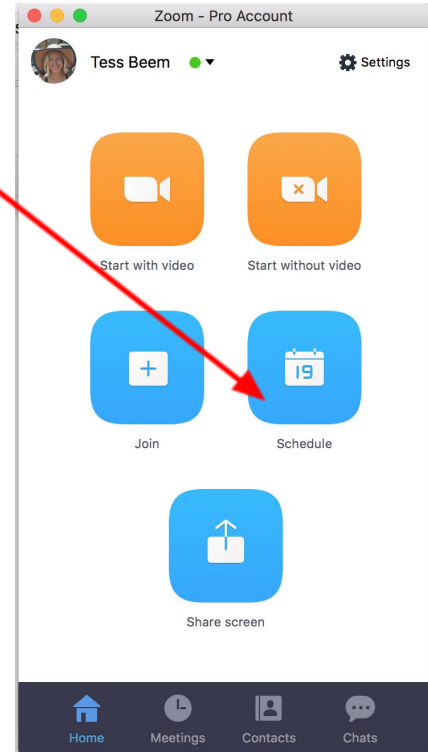 Zoom - Pro Account
Tess Beem
Settings
Start with video
Start without video
19
Join
Schedule
Share screen
Home
Meetings
Contacts
Chats